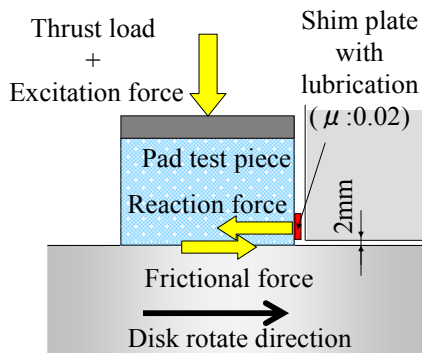 Thrust load
+
Excitation force
Shim plate
with
lubrication
(μ:0.02)
Pad test piece
Reaction force
2mm
Frictional force
Disk rotate direction